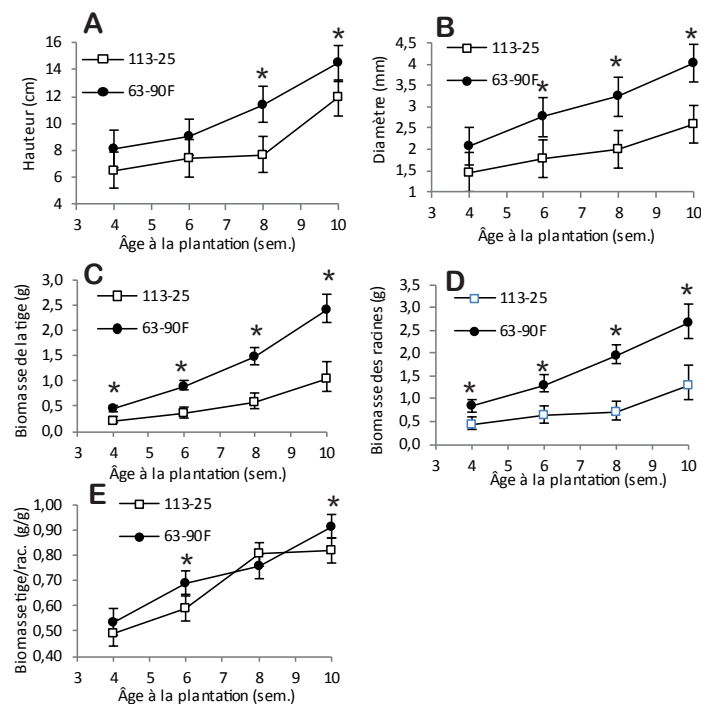 A
B
16
14
12
10
8
6
4
Hauteur (cm)
113-25
63-90F
*
*
3 4 5 6 7 8 9 10
Âge à la plantation (sem.)
4,5
4
3,5
3
2,5
2
1,5
1
Diamètre (mm)
113-25
63-90F
*
*
*
3 4 5 6 7 8 9 10
Âge à la plantation (sem.)
C
3,0
2,5
2,0
1,5
1,0
0,5
0,0
Biomasse de la tige (g)
113-25
63-90F
*
*
*
*
3 4 5 6 7 8 9 10
Âge à la plantation (sem.)
D
3,5
3,0
2,5
2,0
1,5
1,0
0,5
0,0
Biomasse des racines (g)
113-25
63-90F
*
*
*
*
3 4 5 6 7 8 9 10
Âge à la plantation (sem.)
E
1,00
0,90
0,80
0,70
0,60
0,50
0,40
Biomasse tige/rac. (g/g)
113-25
63-90F
*
*
3 4 5 6 7 8 9 10
Âge à la plantation (sem.)